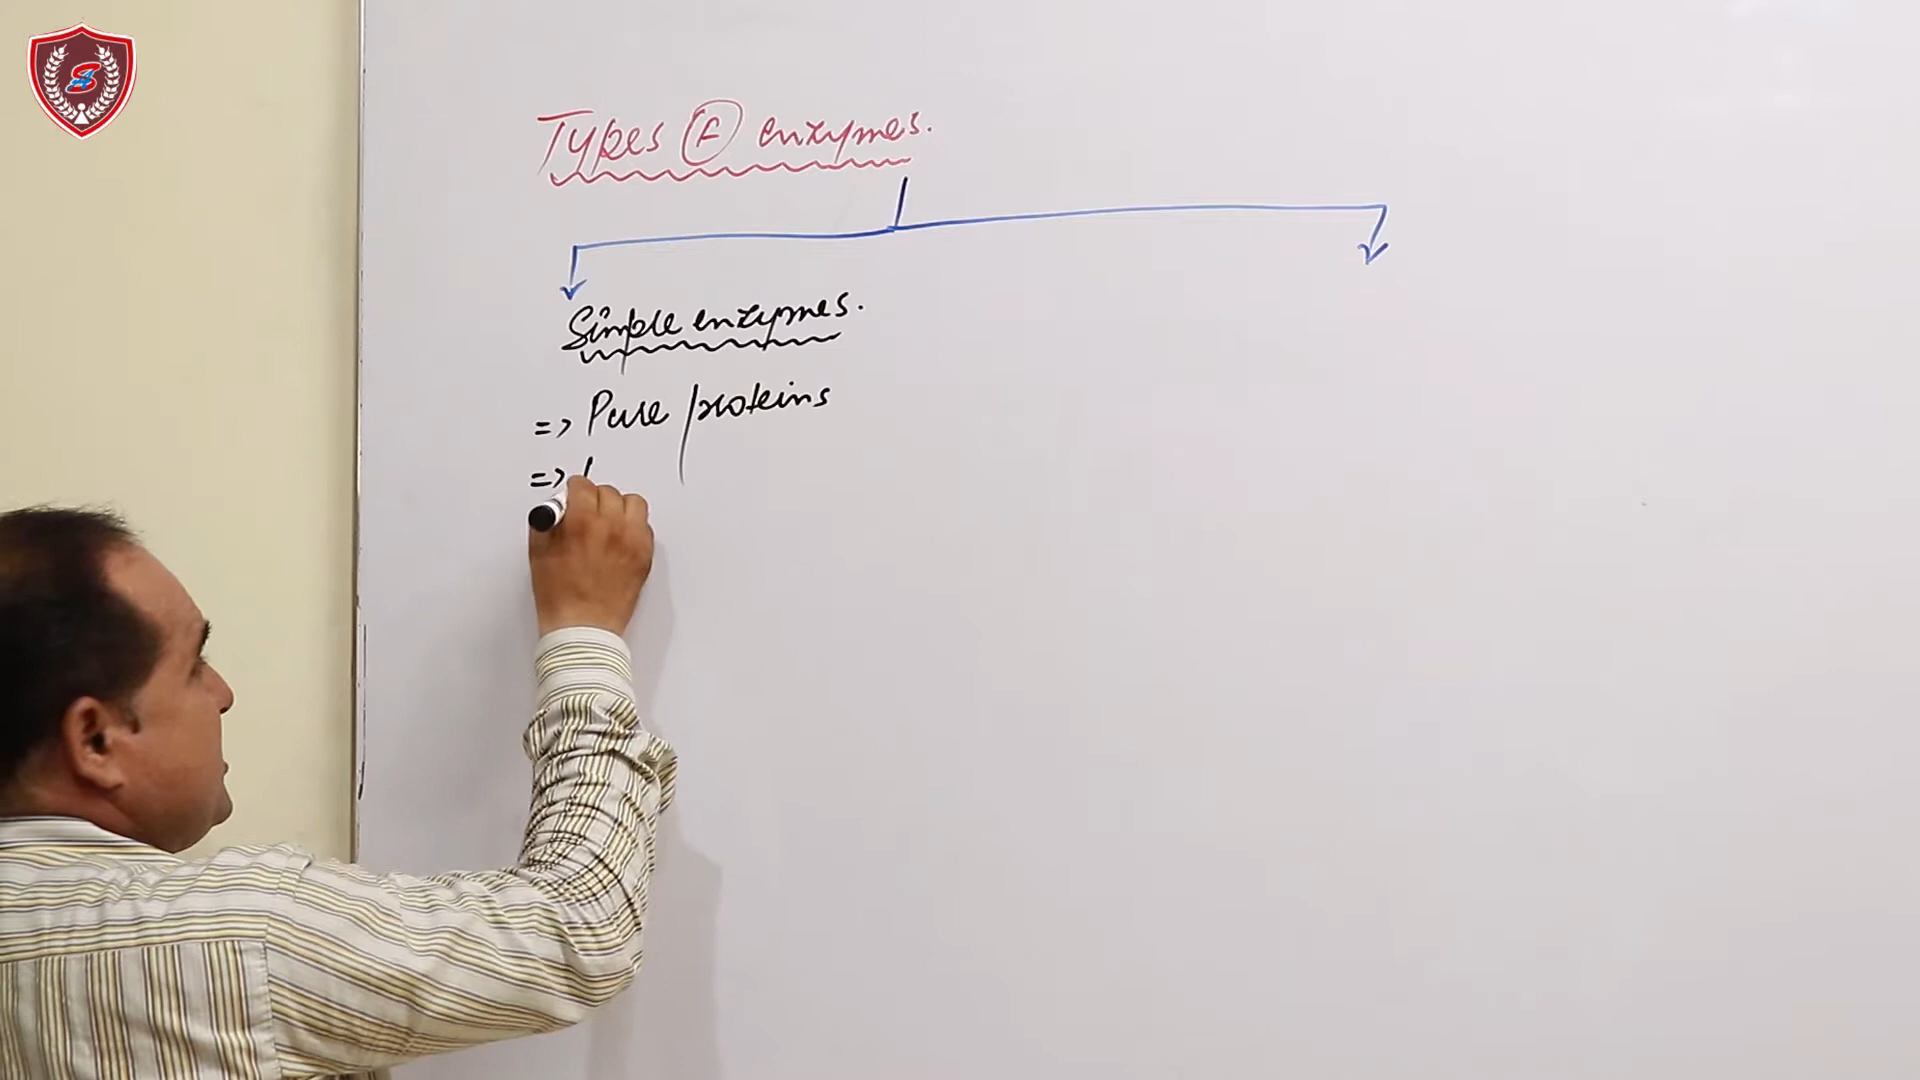 Types of enzymes.
Simple enzymes.
=> Pure proteins
=>